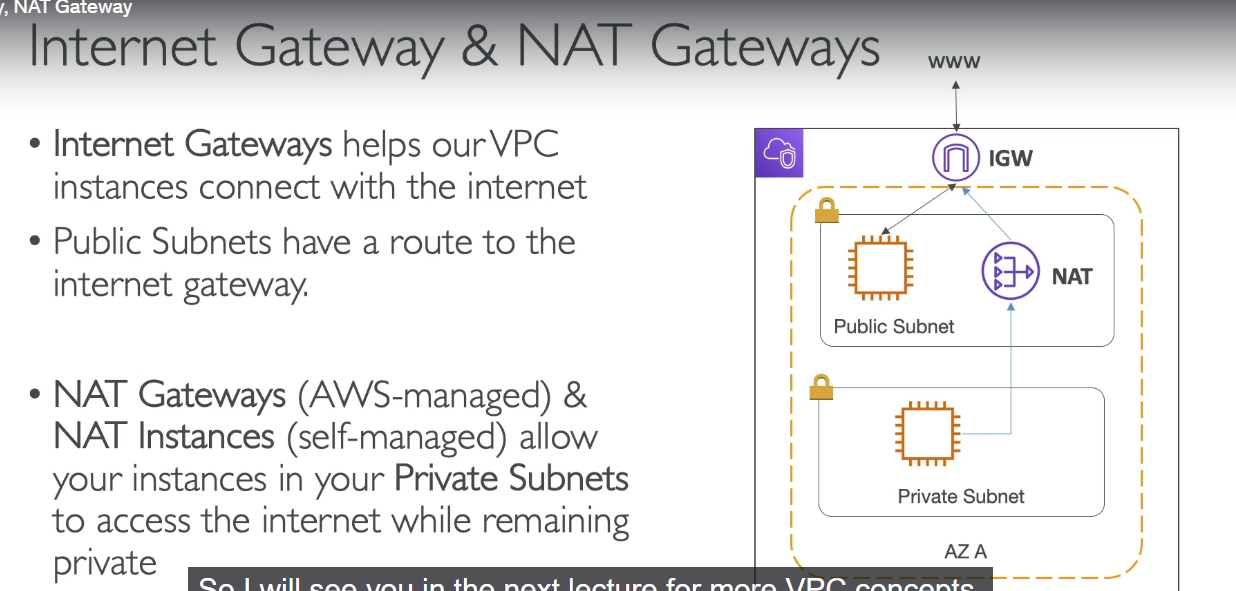 y, NAT Gateway
Internet Gateway & NAT Gateways
• Internet Gateways helps our VPC
instances connect with the internet
• Public Subnets have a route to the
internet gateway.
• NAT Gateways (AWS-managed) &
NAT Instances (self-managed) allow
your instances in your Private Subnets
to access the internet while remaining
private
www
IGW
NAT
Public Subnet
Private Subnet
AZ A
So I will see you in the next lecture for more VPC concepts